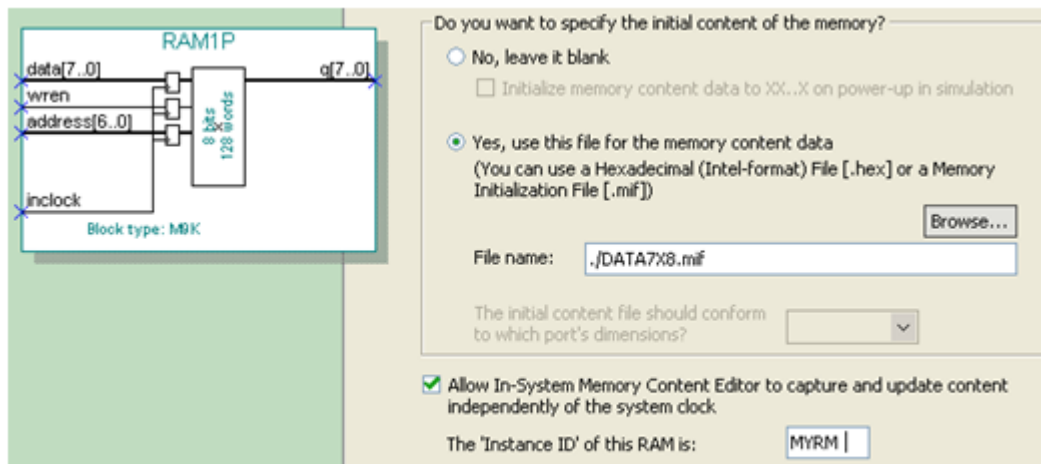 RAM1P
data[7..0]
q[7..0]
wren
address[6..0]
8 bits
128 words
inclock
Block type: M9K
Do you want to specify the initial content of the memory?
No, leave it blank
Initialize memory content data to XX..X on power-up in simulation
Yes, use this file for the memory content data
(You can use a Hexadecimal (Intel-format) File [.hex] or a Memory
Initialization File [.mif])
Browse...
File name: ./DATA7X8.mif
The initial content file should conform
to which port's dimensions?
Allow In-System Memory Content Editor to capture and update content
independently of the system clock
The 'Instance ID' of this RAM is: MYRM